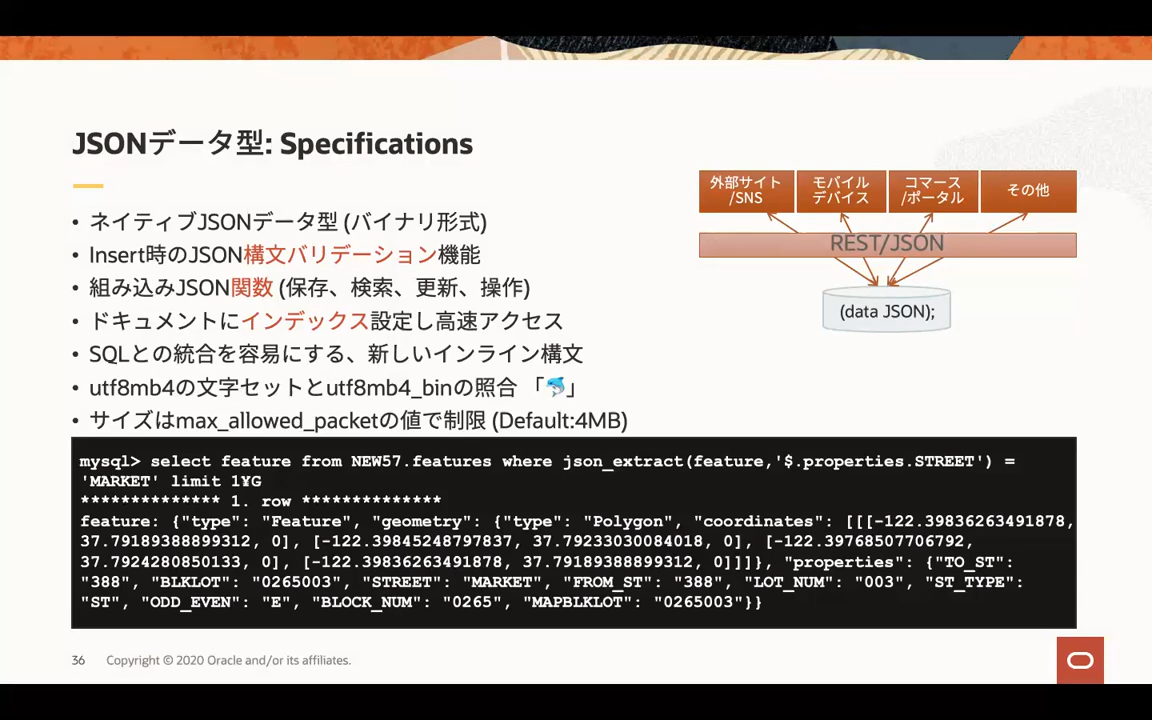 JSONデータ型: Specifications
• ネイティブJSONデータ型 (バイナリ形式)
• Insert時のJSON構文バリデーション機能
• 組み込みJSON関数 (保存、検索、更新、操作)
• ドキュメントにインデックス設定し高速アクセス
• SQLとの統合を容易にする、新しいインライン構文
• utf8mb4の文字セットとutf8mb4_binの照合 「🐬」
• サイズはmax_allowed_packetの値で制限 (Default:4MB)
外部サイト
/SNS
モバイル
デバイス
コマース
/ポータル
その他
REST/JSON
(data JSON);
mysql> select feature from NEW57.features where json_extract(feature,'$.properties.STREET') =
'MARKET' limit 1¥G
************** 1. row **************
feature: {"type": "Feature", "geometry": {"type": "Polygon", "coordinates": [[[-122.39836263491878,
37.79189388899312, 0], [-122.39845248797837, 37.79233030084018, 0], [-122.39768507706792,
37.7924280850133, 0], [-122.39836263491878, 37.79189388899312, 0]]]}, "properties": {"TO_ST":
"388", "BLKLOT": "0265003", "STREET": "MARKET", "FROM_ST": "388", "LOT_NUM": "003", "ST_TYPE":
"ST", "ODD_EVEN": "E", "BLOCK_NUM": "0265", "MAPBLKLOT": "0265003"}}
36 Copyright © 2020 Oracle and/or its affiliates.